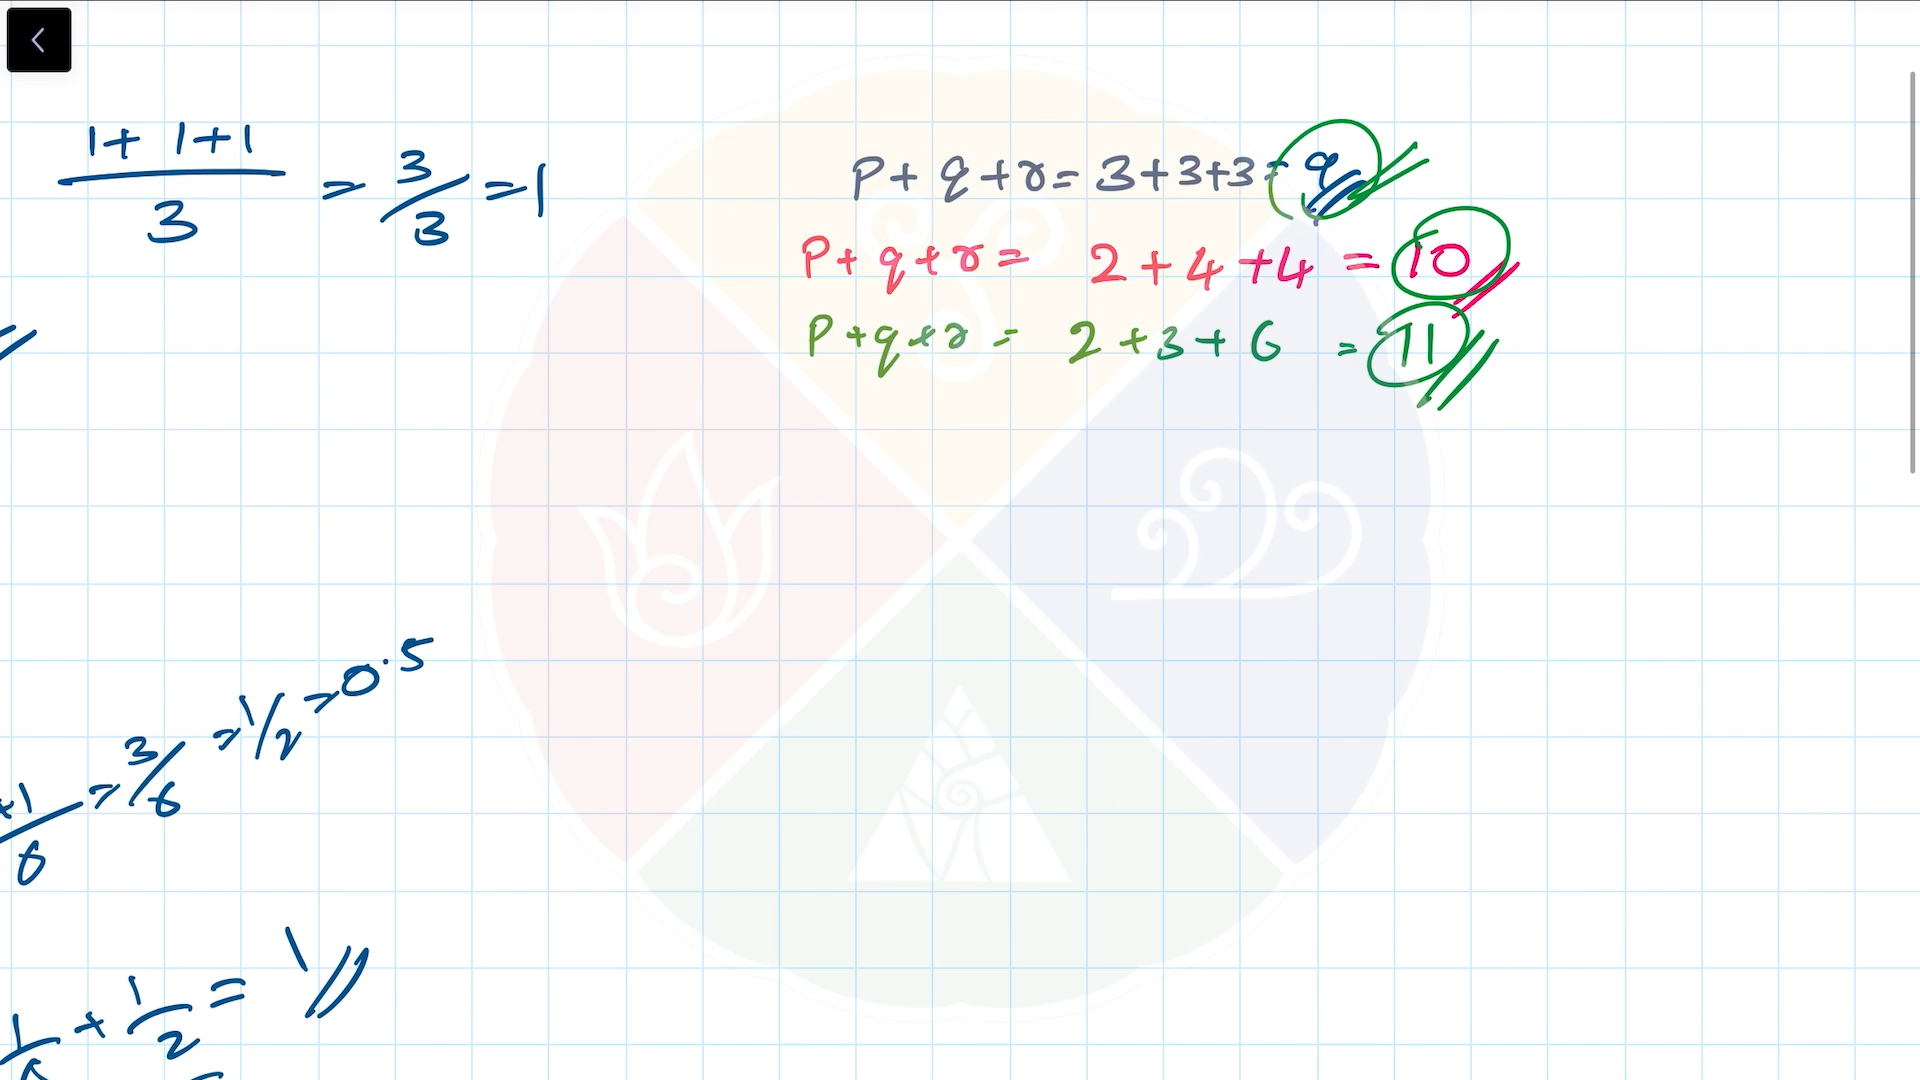 1 + 1 + 1 / 3 = 3/3 = 1
p + q + r = 3 + 3 + 3 = 9
p + q + r = 2 + 4 + 4 = 10
p + q + r = 2 + 3 + 6 = 11
+1 / 6 = 3/6 = 1/2 = 0.5
+ 1/2 = 1